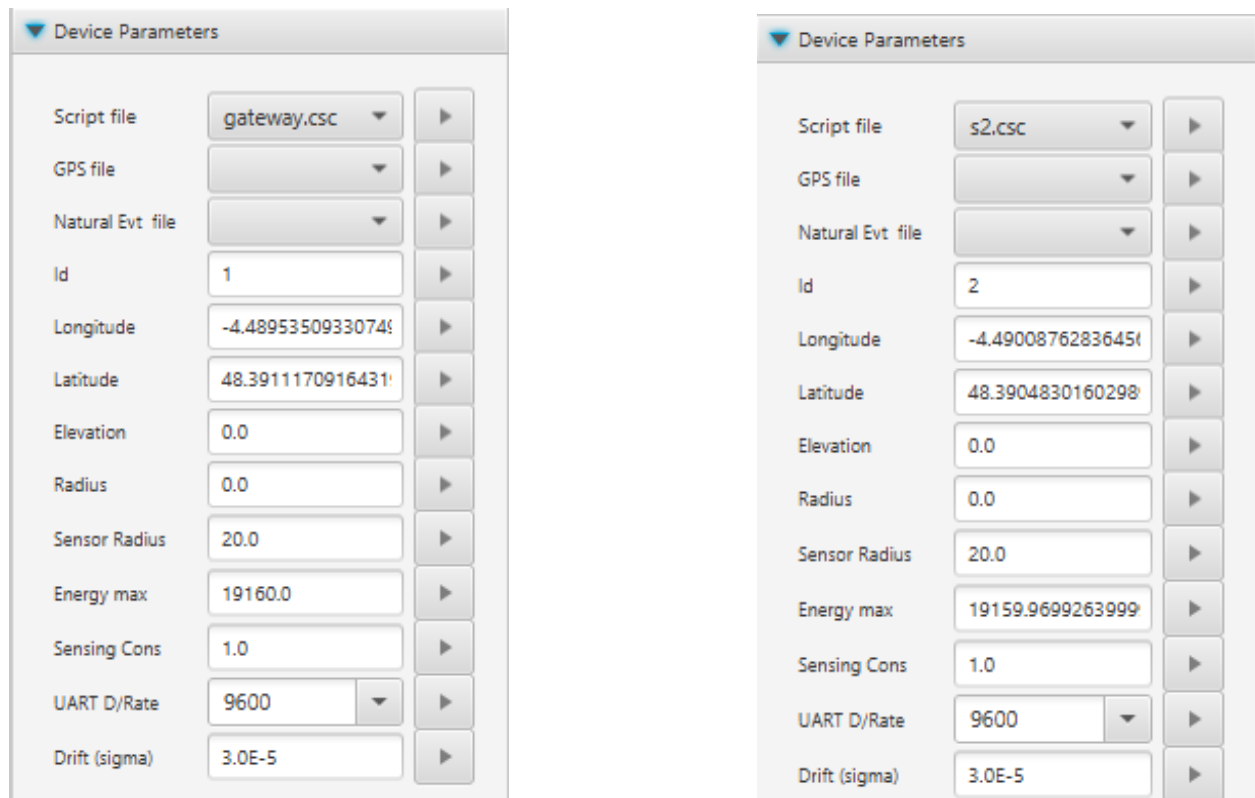 Device Parameters
Script file gateway.csc
GPS file
Natural Evt file
Id 1
Longitude -4.4895350933074
Latitude 48.3911170916431
Elevation 0.0
Radius 0.0
Sensor Radius 20.0
Energy max 19160.0
Sensing Cons 1.0
UART D/Rate 9600
Drift (sigma) 3.0E-5
Device Parameters
Script file s2.csc
GPS file
Natural Evt file
Id 2
Longitude -4.4900876283645
Latitude 48.3904830160298
Elevation 0.0
Radius 0.0
Sensor Radius 20.0
Energy max 19159.969926399
Sensing Cons 1.0
UART D/Rate 9600
Drift (sigma) 3.0E-5